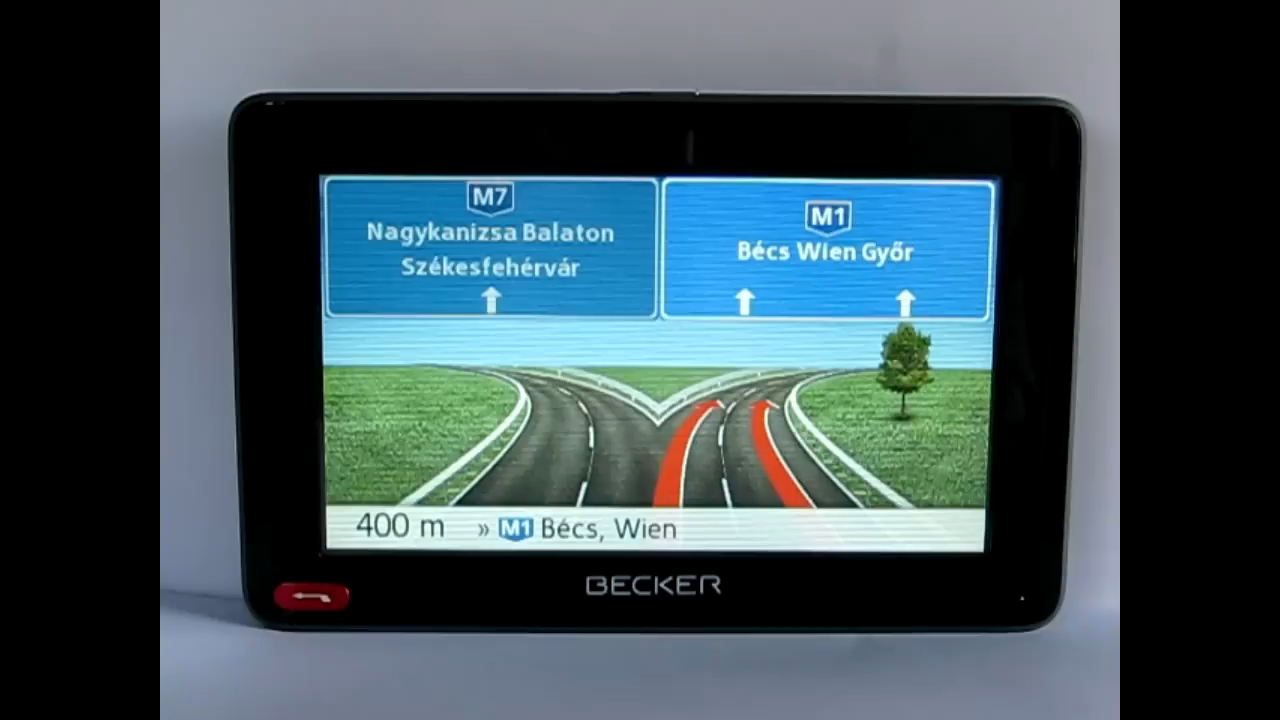 M7
Nagykanizsa Balaton
Székesfehérvár
M1
Bécs Wien Győr
400 m » M1 Bécs, Wien
BECKER